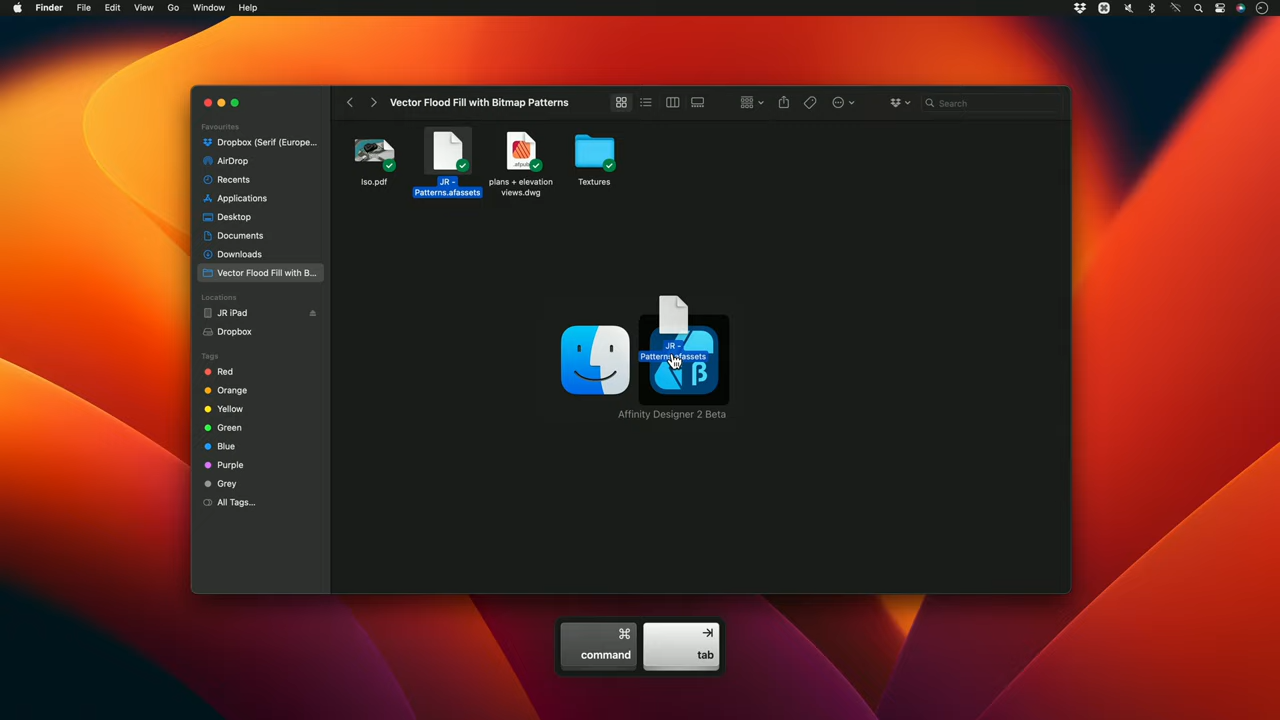 Finder File Edit View Go Window Help
Vector Flood Fill with Bitmap Patterns
Search
Favourites
Dropbox (Serif (Europe...
AirDrop
Recents
Applications
Desktop
Documents
Downloads
Vector Flood Fill with B...
Locations
JR iPad
Dropbox
Tags
Red
Orange
Yellow
Green
Blue
Purple
Grey
All Tags...
Iso.pdf
JR -
Patterns.afassets
.afpub
plans + elevation
views.dwg
Textures
JR -
Patterns.afassets
β
Affinity Designer 2 Beta
⌘
command
⇥
tab